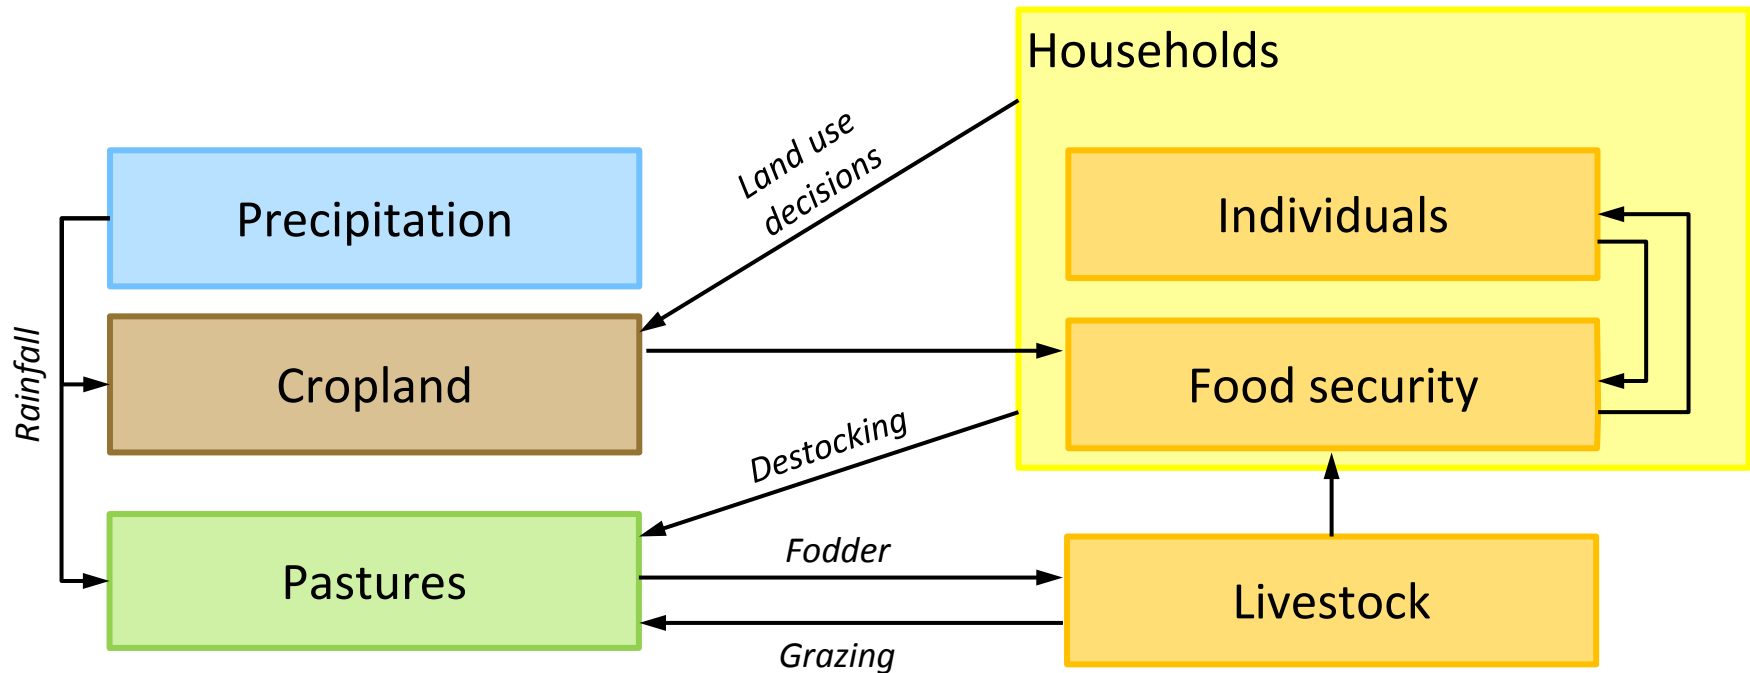 Households
Land use
decisions
Precipitation
Individuals
Rainfall
Cropland
Food security
Destocking
Pastures
Fodder
Livestock
Grazing